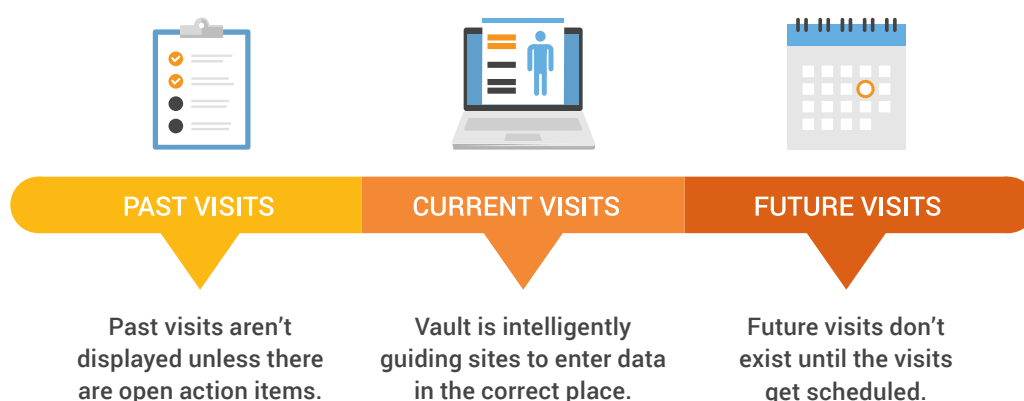 PAST VISITS
CURRENT VISITS
FUTURE VISITS
Past visits aren’t
displayed unless there
are open action items.
Vault is intelligently
guiding sites to enter data
in the correct place.
Future visits don’t
exist until the visits
get scheduled.